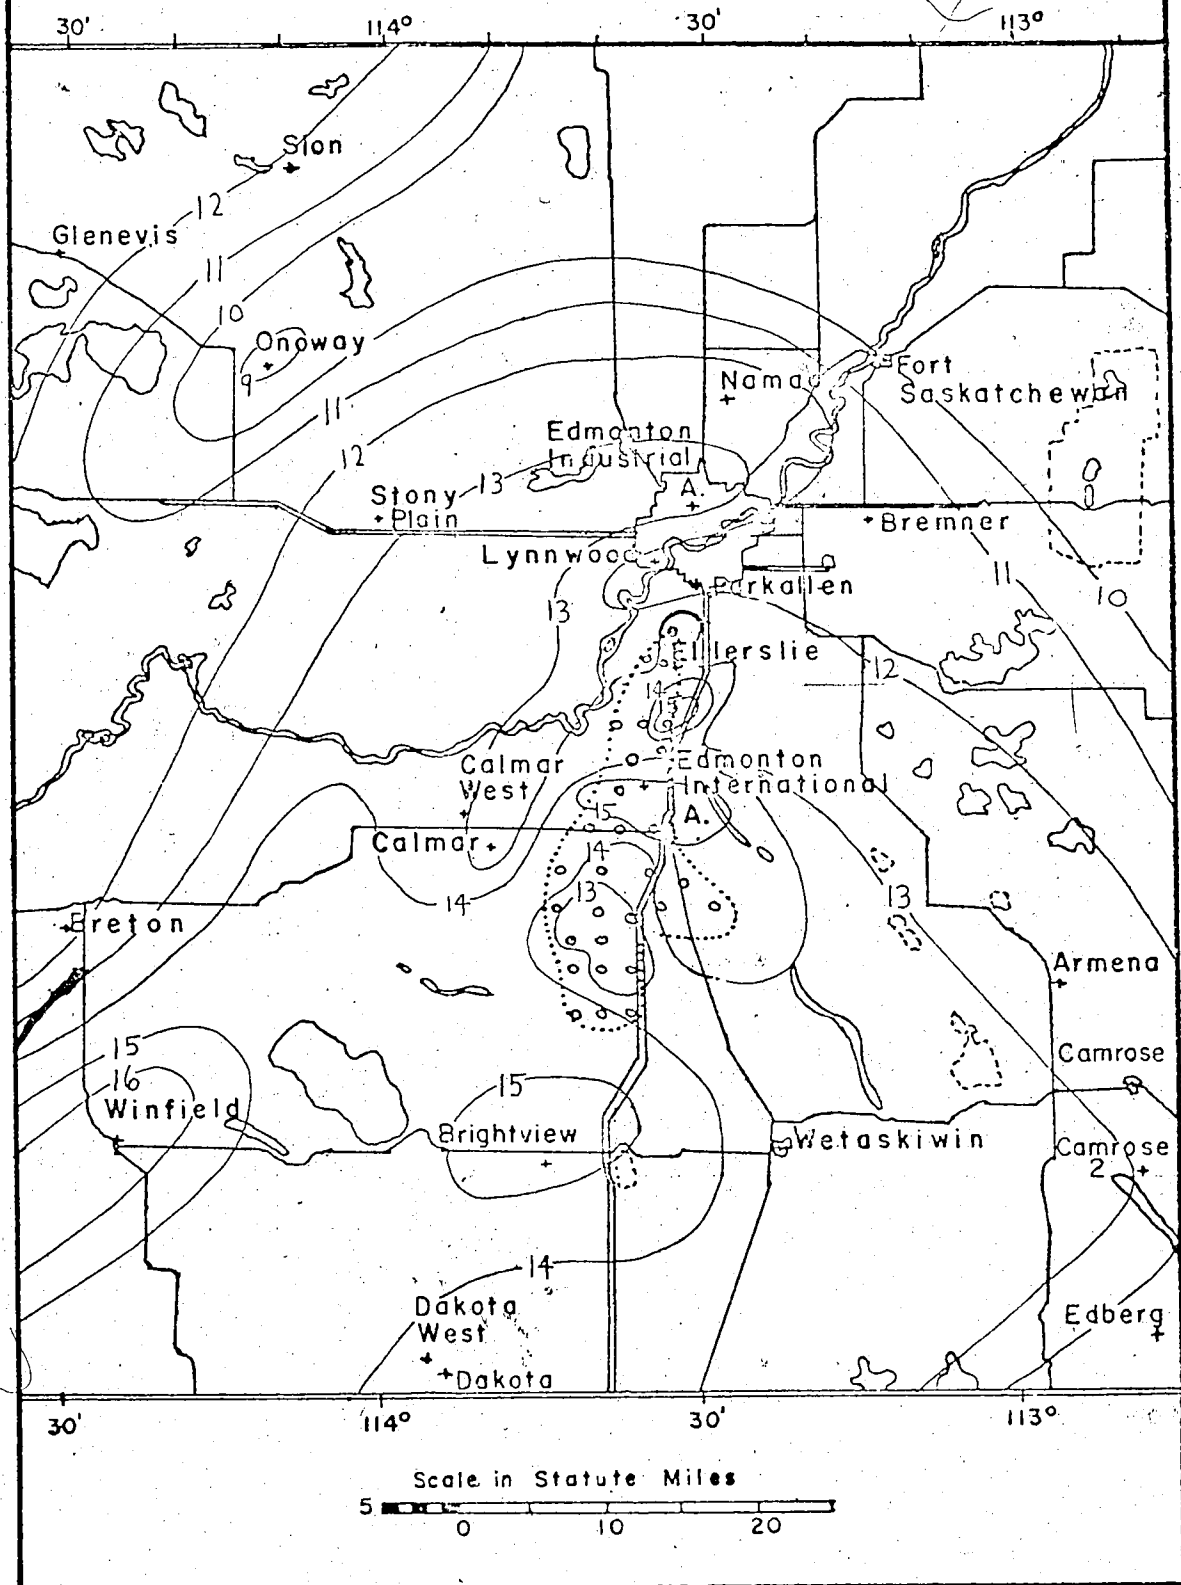 30' 114° 30' 113°
Sion
12
Glenevis
11
10
Onoway
9
Fort
Saskatchewan
Nama
11
Edmonton
Industrial
12
13
A.
Stony
Plain
Bremner
Lynnwood
11
Parkallen
13
10
Ellerslie
12
14
Calmar
West
Edmonton
International
15
A.
Calmar
14
13
14
13
Breton
Armena
15
Camrose
16
15
Winfield
Brightview
Wetaskiwin
Camrose
2
14
Dakota
West
Edberg
Dakota
30' 114° 30' 113°
Scale in Statute Miles
5
0 10 20